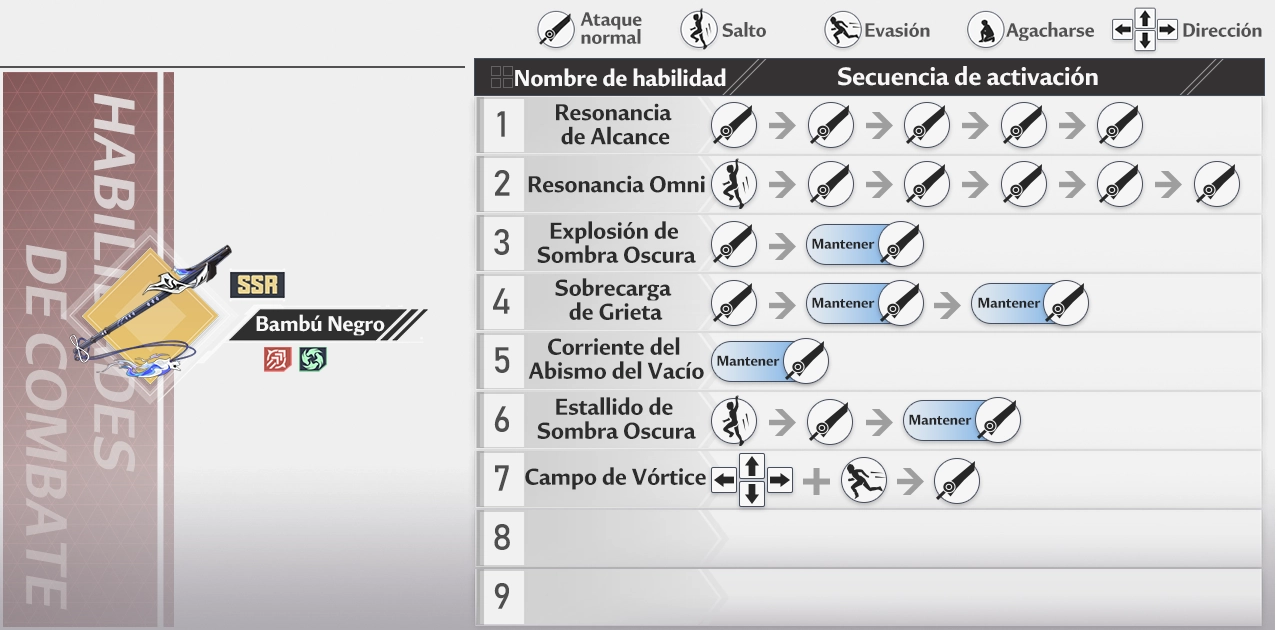 Ataque
normal
Salto
Evasión
Agacharse
Dirección
HABILIDADES
DE COMBATE
SSR
Bambú Negro
Nombre de habilidad
Secuencia de activación
1
Resonancia
de Alcance
2
Resonancia Omni
3
Explosión de
Sombra Oscura
Mantener
4
Sobrecarga
de Grieta
Mantener
Mantener
5
Corriente del
Abismo del Vacío
Mantener
6
Estallido de
Sombra Oscura
Mantener
7
Campo de Vórtice
8
9